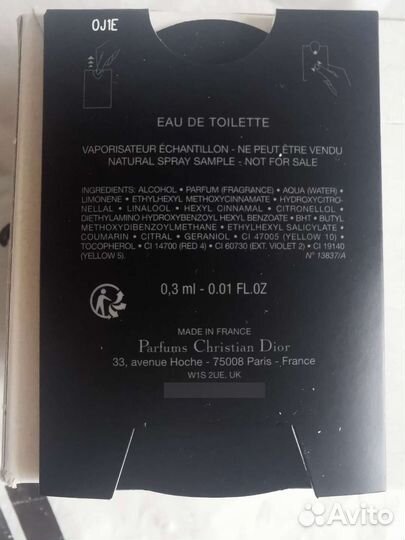 0J1E
EAU DE TOILETTE
VAPORISATEUR ÉCHANTILLON - NE PEUT ÊTRE VENDU
NATURAL SPRAY SAMPLE - NOT FOR SALE
INGREDIENTS: ALCOHOL • PARFUM (FRAGRANCE) • AQUA (WATER) •
LIMONENE • ETHYLHEXYL METHOXYCINNAMATE • HYDROXYCITRO-
NELLAL • LINALOOL • HEXYL CINNAMAL • CITRONELLOL •
DIETHYLAMINO HYDROXYBENZOYL HEXYL BENZOATE • BHT • BUTYL
METHOXYDIBENZOYLMETHANE • ETHYLHEXYL SALICYLATE •
COUMARIN • CITRAL • GERANIOL • CI 47005 (YELLOW 10) •
TOCOPHEROL • CI 14700 (RED 4) • CI 60730 (EXT. VIOLET 2) • CI 19140
(YELLOW 5). N° 13837/A
0,3 ml - 0.01 FL.OZ
MADE IN FRANCE
Parfums Christian Dior
33, avenue Hoche - 75008 Paris - France
W1S 2UE, UK
Avito